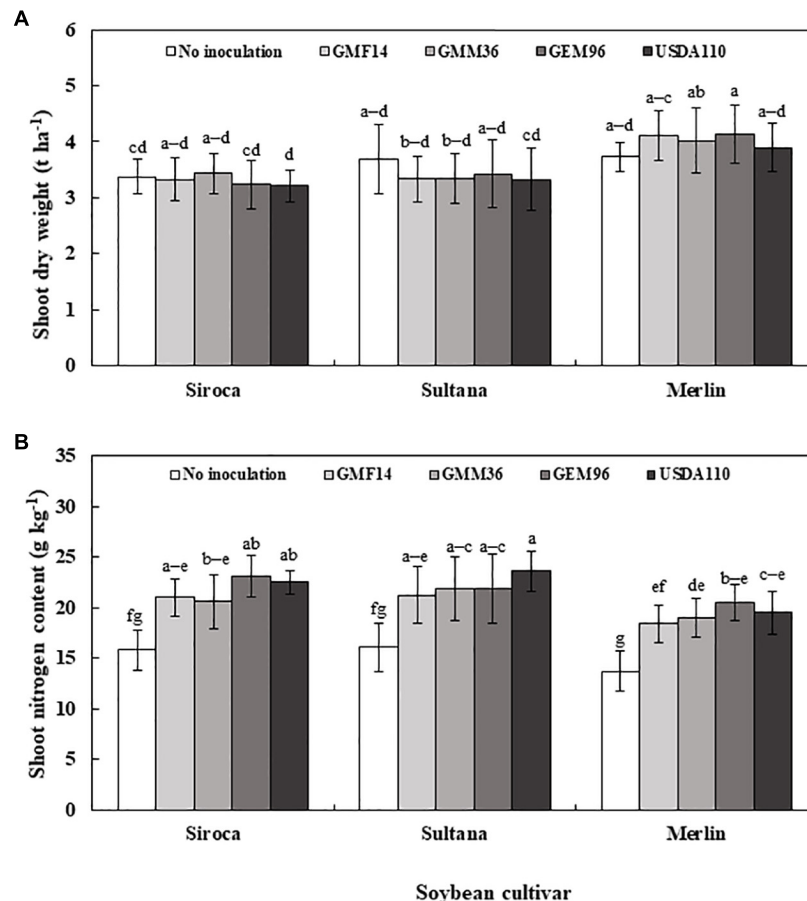 A
6
No inoculation GMF14 GMM36 GEM96 USDA110
5
4
3
2
1
0
Shoot dry weight (t ha⁻¹)
cd a–d a–d cd d
a–d b–d b–d a–d cd
a–d a–c ab a a–d
Siroca Sultana Merlin
B
35
No inoculation GMF14 GMM36 GEM96 USDA110
30
25
20
15
10
5
0
Shoot nitrogen content (g kg⁻¹)
fg a–e b–e ab ab
fg a–e a–c a–c a
g ef de b–e c–e
Siroca Sultana Merlin
Soybean cultivar